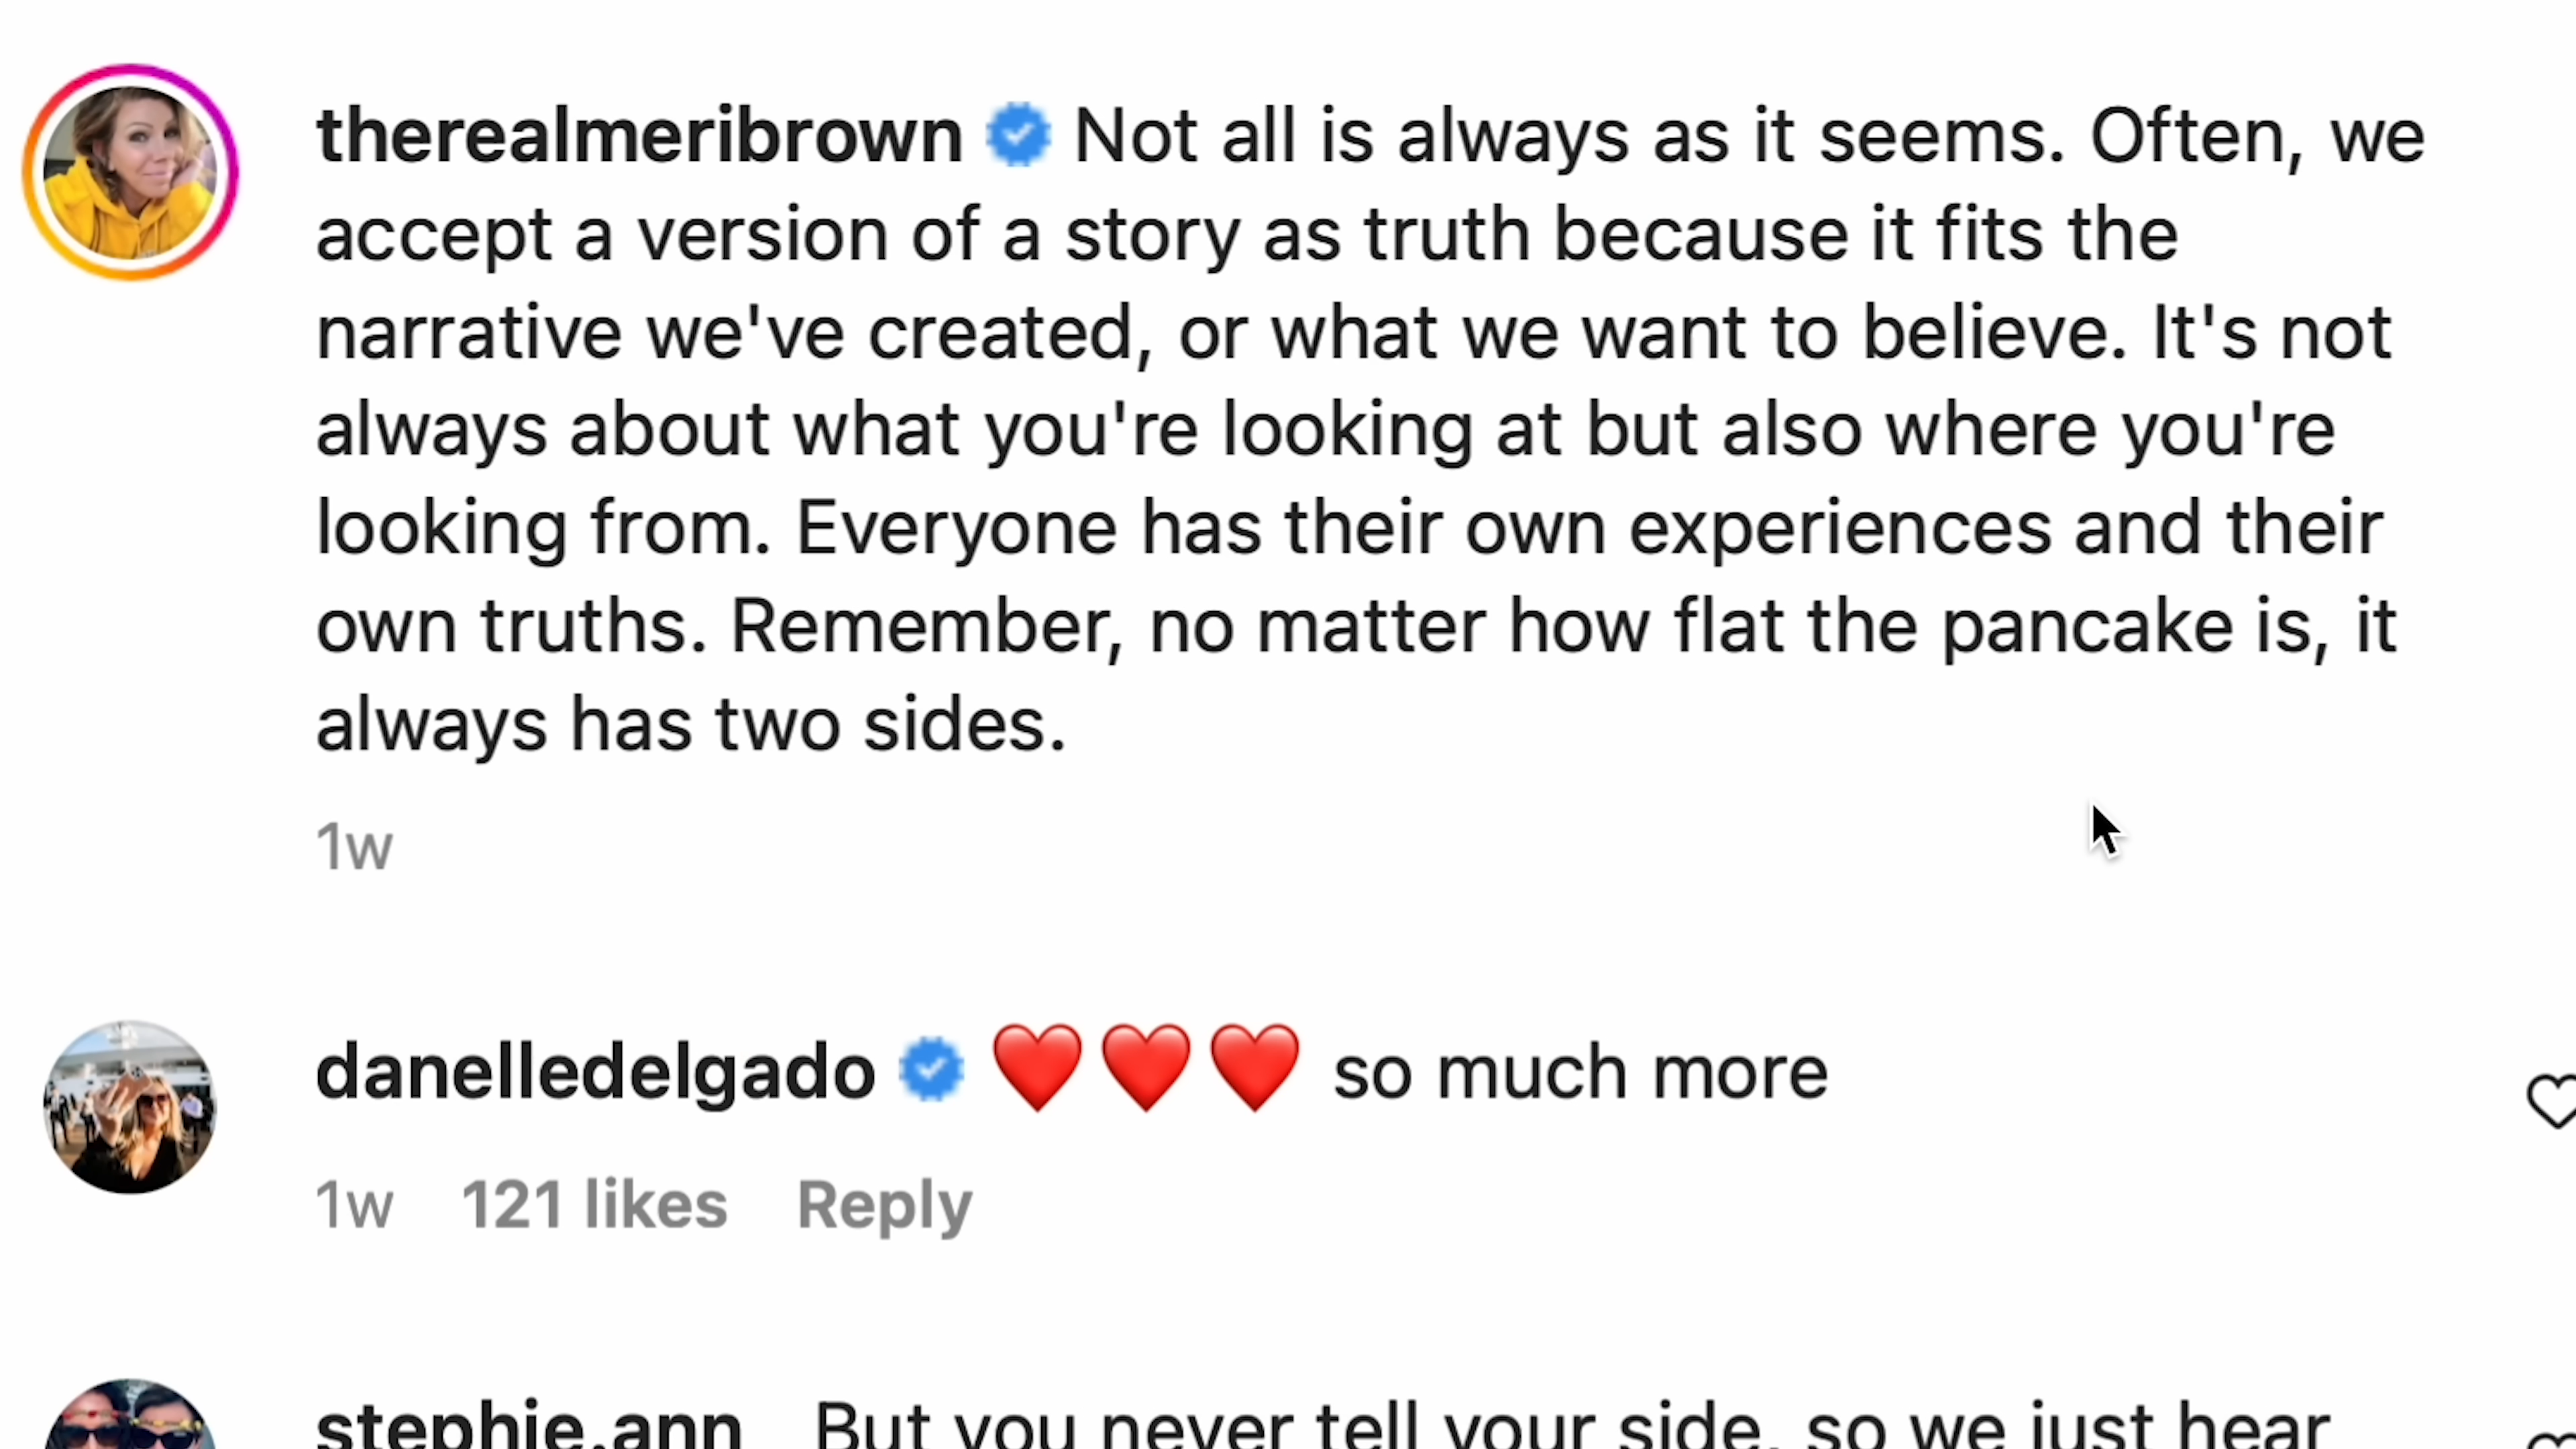 therealmeribrown Not all is always as it seems. Often, we
accept a version of a story as truth because it fits the
narrative we've created, or what we want to believe. It's not
always about what you're looking at but also where you're
looking from. Everyone has their own experiences and their
own truths. Remember, no matter how flat the pancake is, it
always has two sides.
1w
danelledelgado ❤️❤️❤️ so much more
1w 121 likes Reply
stephie.ann But you never tell your side, so we just hear